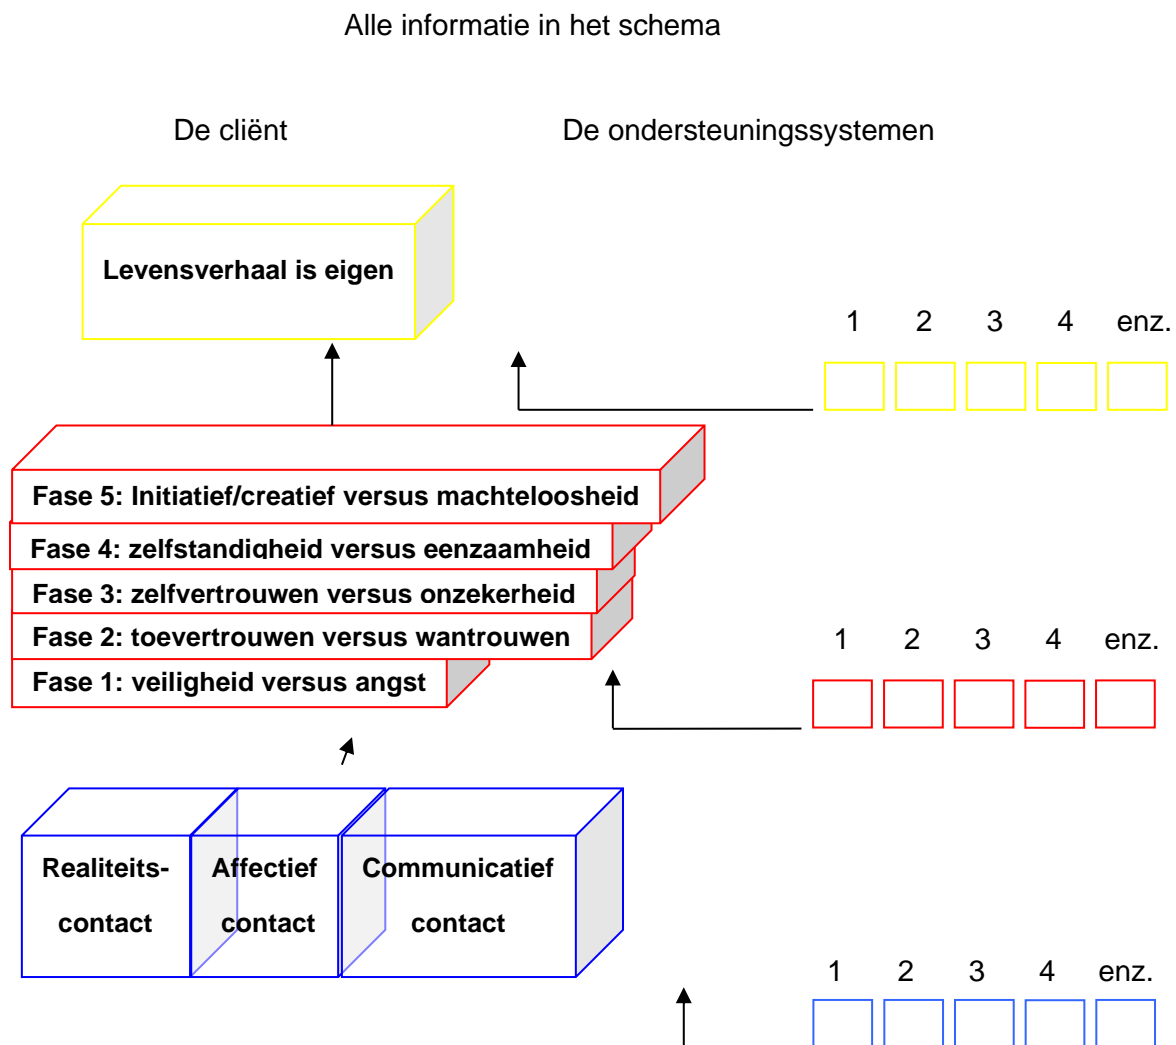 Alle informatie in het schema
De cliënt De ondersteuningssystemen
Levensverhaal is eigen
1 2 3 4 enz.
Fase 5: Initiatief/creatief versus machteloosheid
Fase 4: zelfstandigheid versus eenzaamheid
Fase 3: zelfvertrouwen versus onzekerheid
Fase 2: toevertrouwen versus wantrouwen
1 2 3 4 enz.
Fase 1: veiligheid versus angst
Realiteits- Affectief Communicatief
contact contact contact
1 2 3 4 enz.